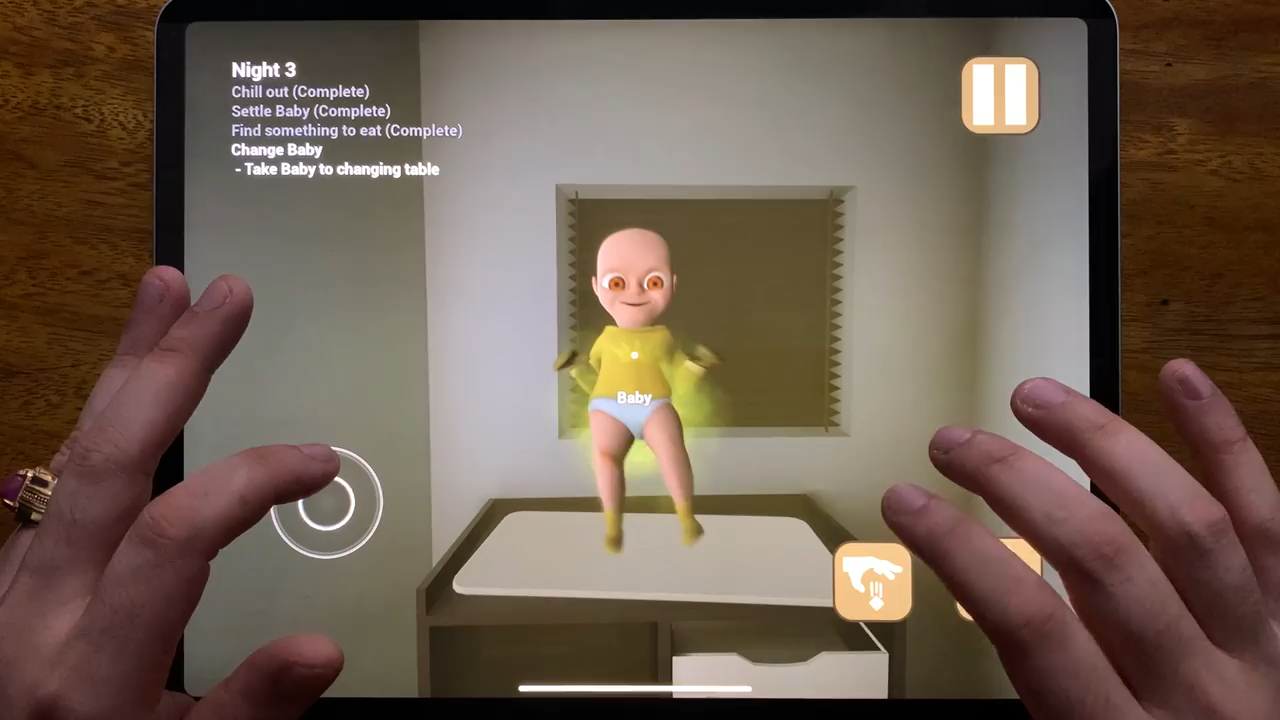 Night 3
Chill out (Complete)
Settle Baby (Complete)
Find something to eat (Complete)
Change Baby
- Take Baby to changing table
Baby